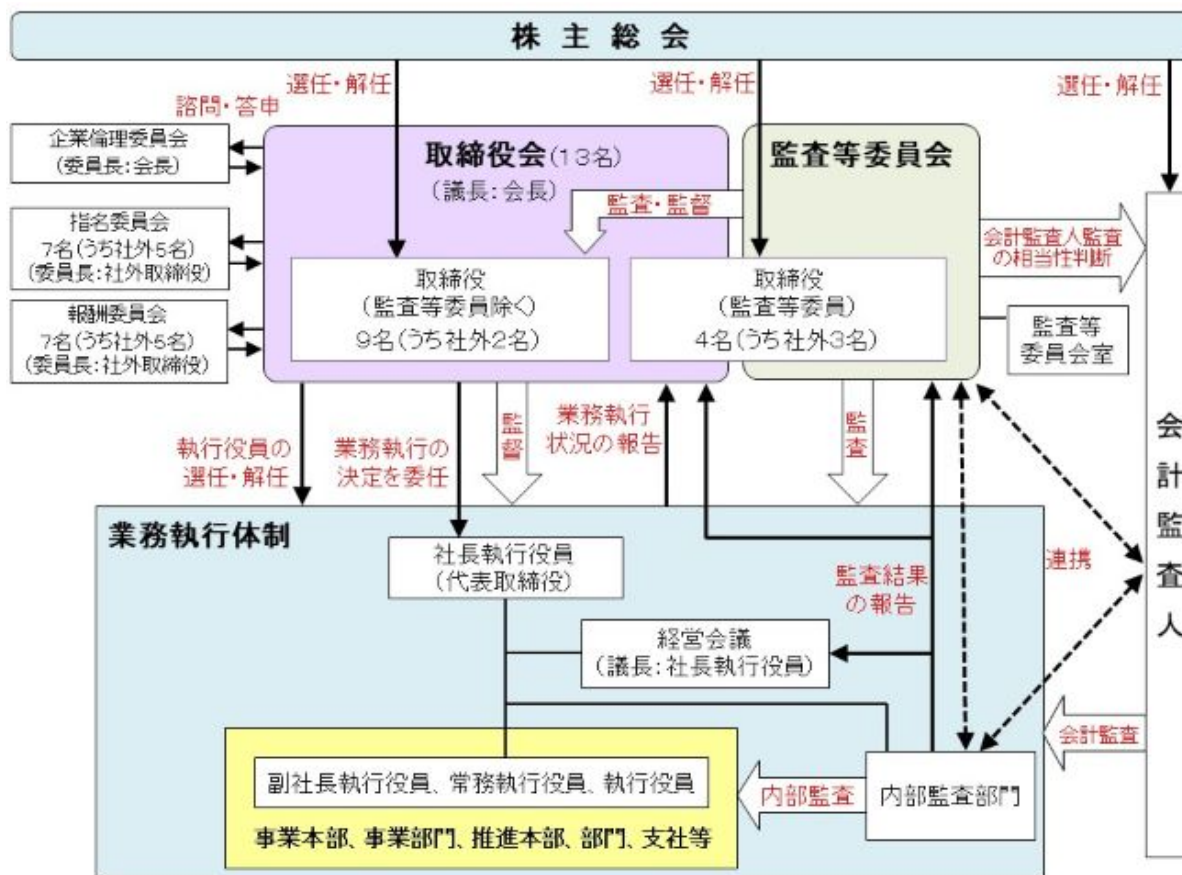 株主総会
選任・解任
選任・解任
選任・解任
諮問・答申
企業倫理委員会
(委員長:会長)
指名委員会
7名(うち社外5名)
(委員長:社外取締役)
報酬委員会
7名(うち社外5名)
(委員長:社外取締役)
取締役会(13名)
(議長:会長)
監査等委員会
監査・監督
取締役
(監査等委員除く)
9名(うち社外2名)
取締役
(監査等委員)
4名(うち社外3名)
会計監査人監査
の相当性判断
監査等
委員会室
執行役員の
選任・解任
業務執行の
決定を委任
監督
業務執行
状況の報告
監査
会計監査人
業務執行体制
社長執行役員
(代表取締役)
監査結果
の報告
連携
経営会議
(議長:社長執行役員)
会計監査
副社長執行役員、常務執行役員、執行役員
事業本部、事業部門、推進本部、部門、支社等
内部監査
内部監査部門